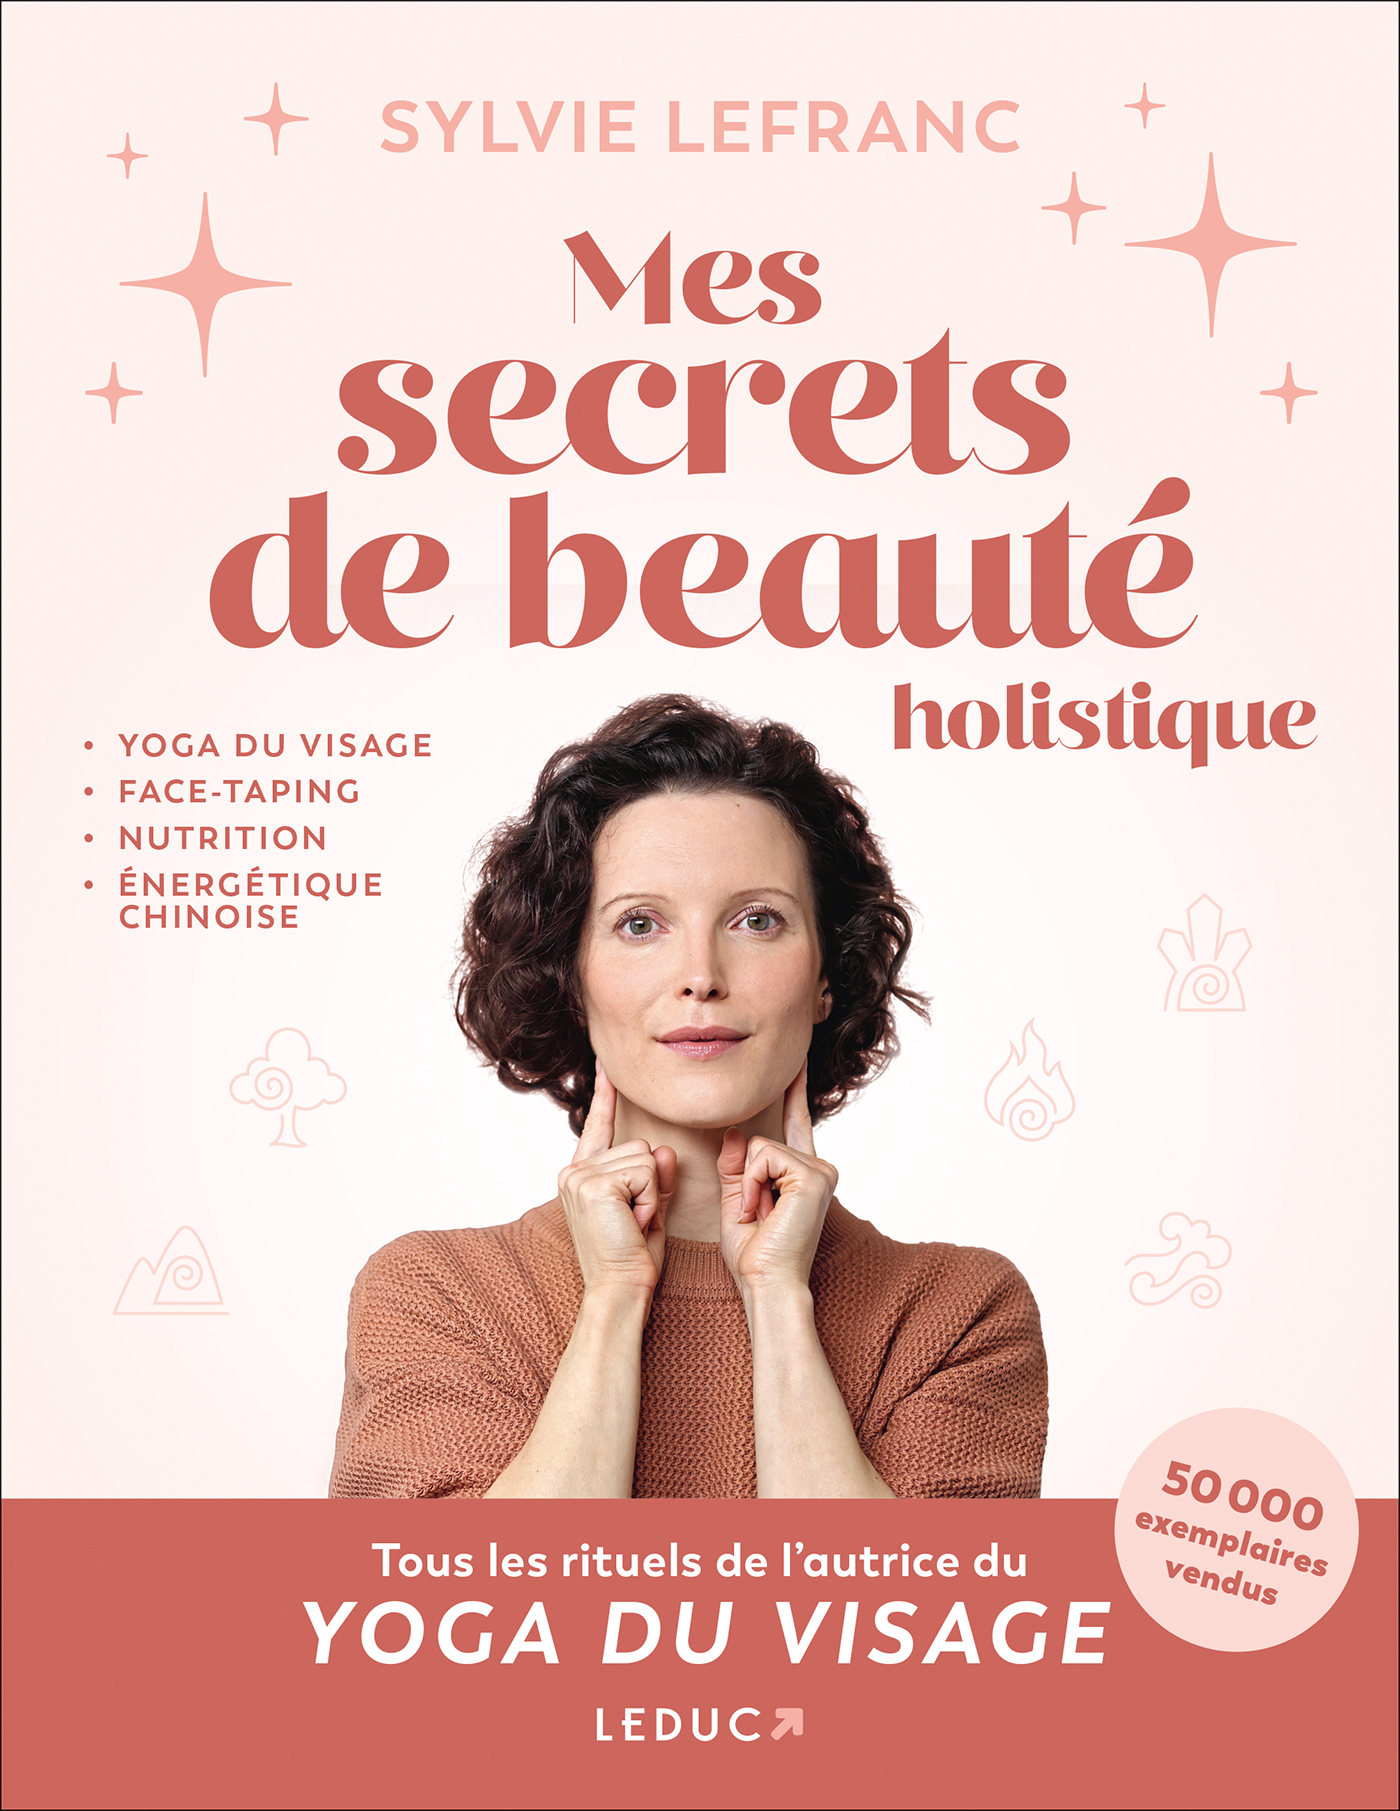 SYLVIE LEFRANC
Mes
secrets
de beauté
holistique
• YOGA DU VISAGE
• FACE-TAPING
• NUTRITION
• ÉNERGÉTIQUE
CHINOISE
50 000
exemplaires
vendus
Tous les rituels de l'autrice du
YOGA DU VISAGE
LEDUC